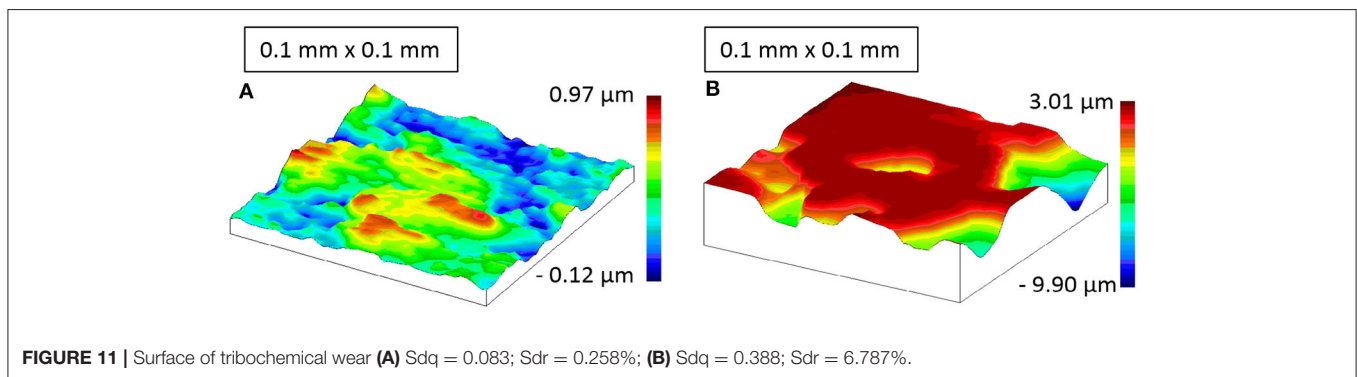 0.1 mm x 0.1 mm
A
0.97 µm
- 0.12 µm
0.1 mm x 0.1 mm
B
3.01 µm
- 9.90 µm
FIGURE 11 | Surface of tribochemical wear (A) Sdq = 0.083; Sdr = 0.258%; (B) Sdq = 0.388; Sdr = 6.787%.